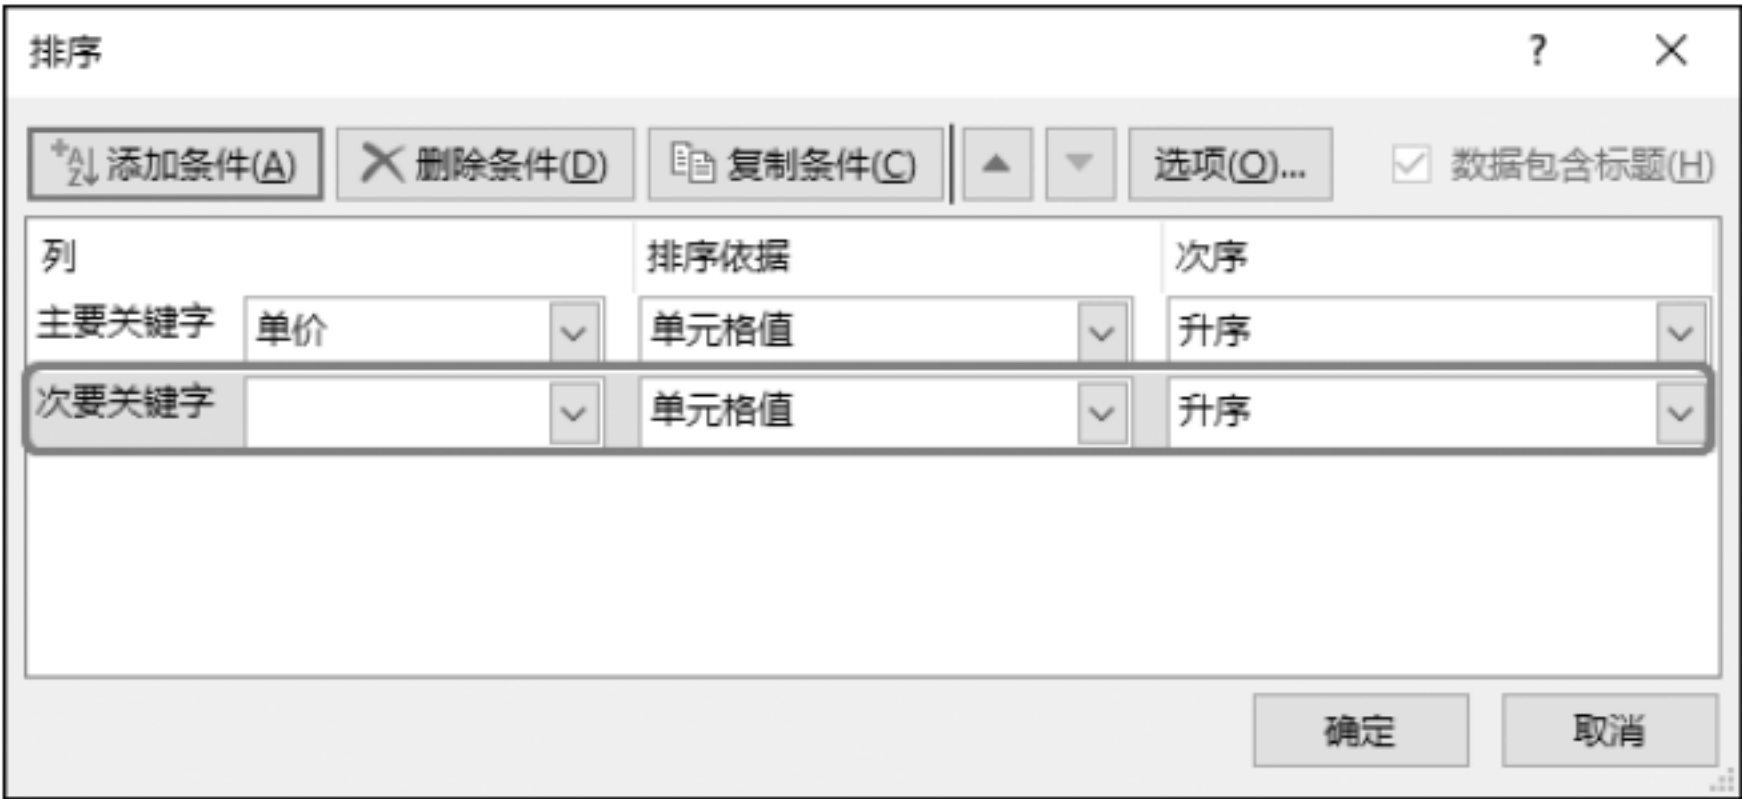 排序 ?
添加条件(A) 删除条件(D) 复制条件(C) 选项(O)... 数据包含标题(H)
列 排序依据 次序
主要关键字 单价 单元格值 升序
次要关键字 单元格值 升序
确定 取消